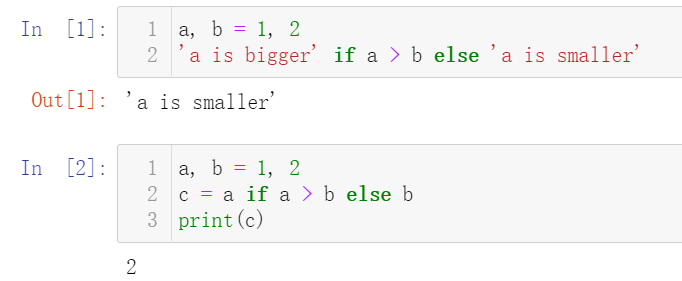 In [1]:
1 a, b = 1, 2
2 'a is bigger' if a > b else 'a is smaller'
Out[1]: 'a is smaller'
In [2]:
1 a, b = 1, 2
2 c = a if a > b else b
3 print(c)
2